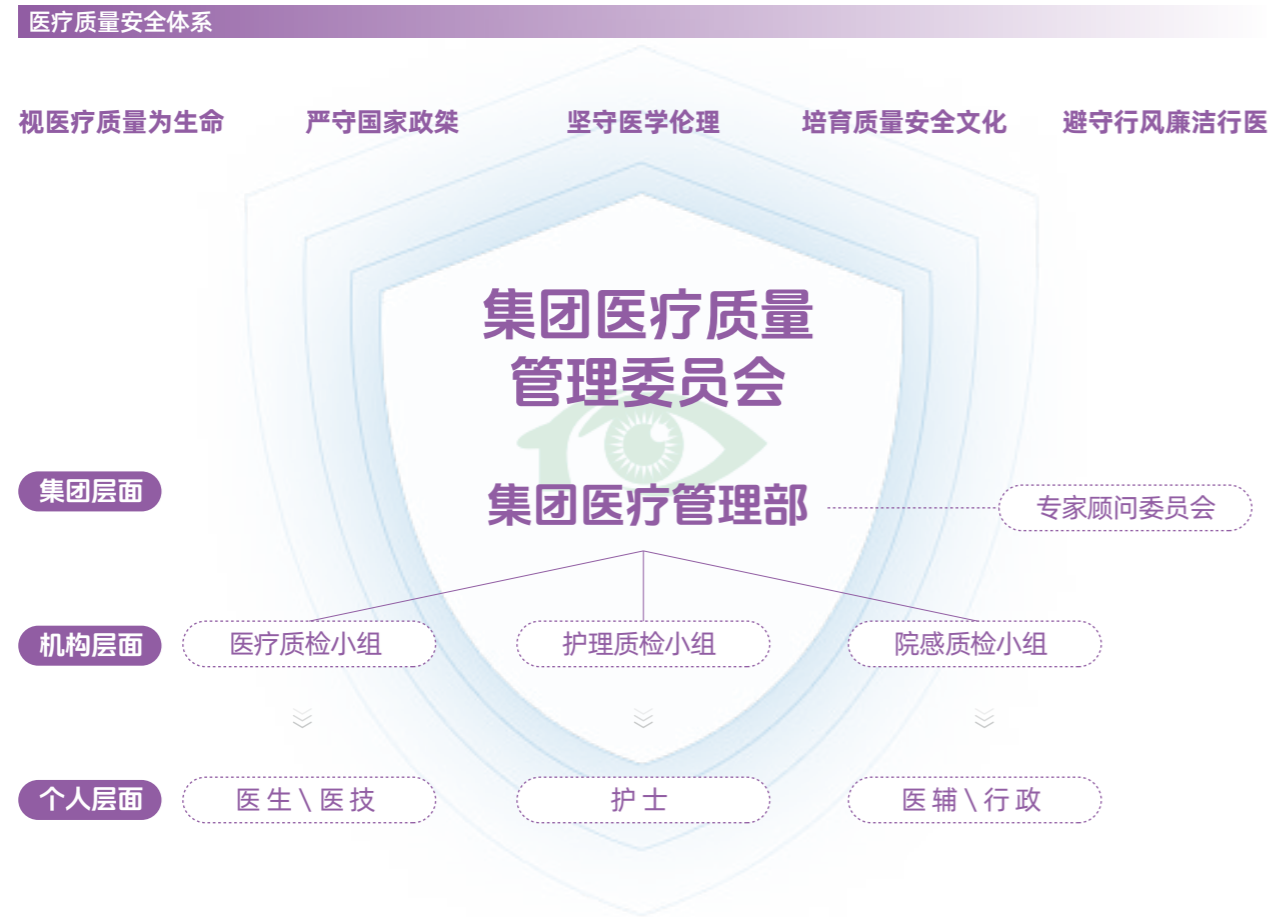 医疗质量安全体系
视医疗质量为生命
严守国家政桀
坚守医学伦理
培育质量安全文化
避守行风廉洁行医
集团医疗质量
管理委员会
集团层面
集团医疗管理部
专家顾问委员会
机构层面
医疗质检小组
护理质检小组
院感质检小组
个人层面
医生\医技
护士
医辅\行政